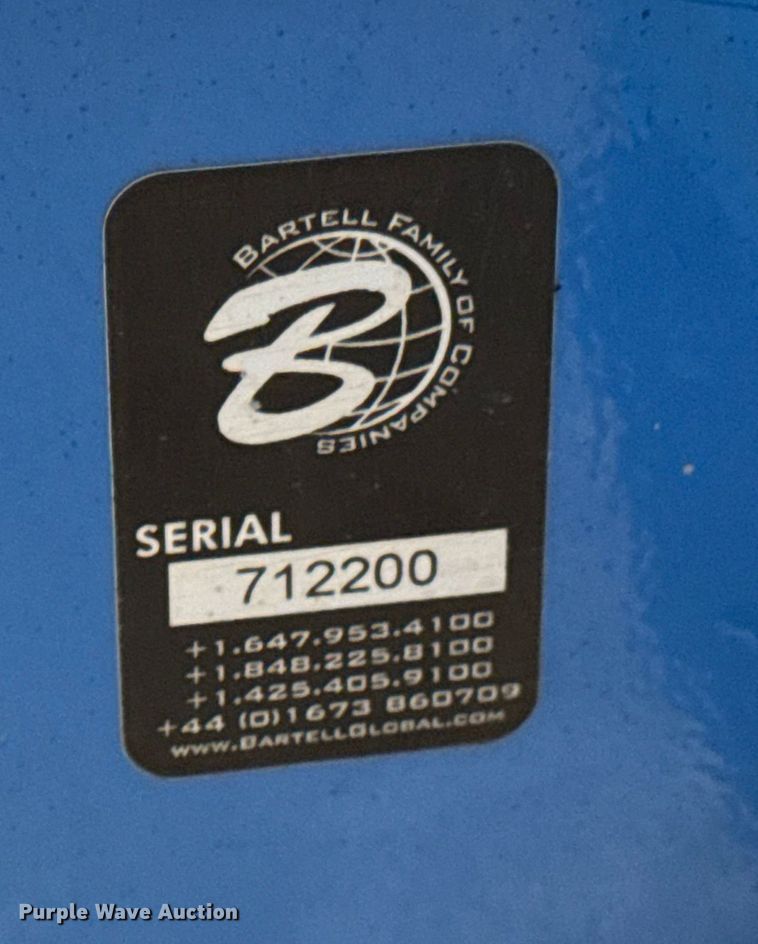 BARTELL FAMILY OF COMPANIES
B
SERIAL
712200
+1.647.953.4100
+1.848.225.8100
+1.425.405.9100
+44 (0)1673 860709
www.BARTELLGLOBAL.COM
Purple Wave Auction